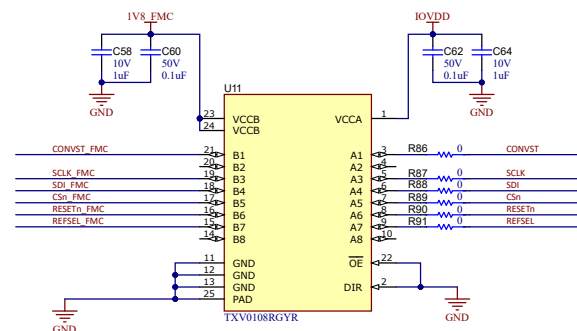 1V8_FMC IOVDD
C58 C60 C62 C64
10V 50V 50V 10V
1uF 0.1uF 0.1uF 1uF
GND GND
U11
23 VCCB VCCA 1
24 VCCB
CONVST_FMC 21 B1 A1 3 R86 0 CONVST
20 B2 A2 4
SCLK_FMC 19 B3 A3 5 R87 0 SCLK
SDI_FMC 18 B4 A4 6 R88 0 SDI
CSn_FMC 17 B5 A5 7 R89 0 CSn
RESETn_FMC 16 B6 A6 8 R90 0 RESETn
REFSEL_FMC 15 B7 A7 9 R91 0 REFSEL
14 B8 A8 10
11 GND OE 22
12 GND
13 GND DIR 2
25 PAD
GND TXV0108RGYR GND